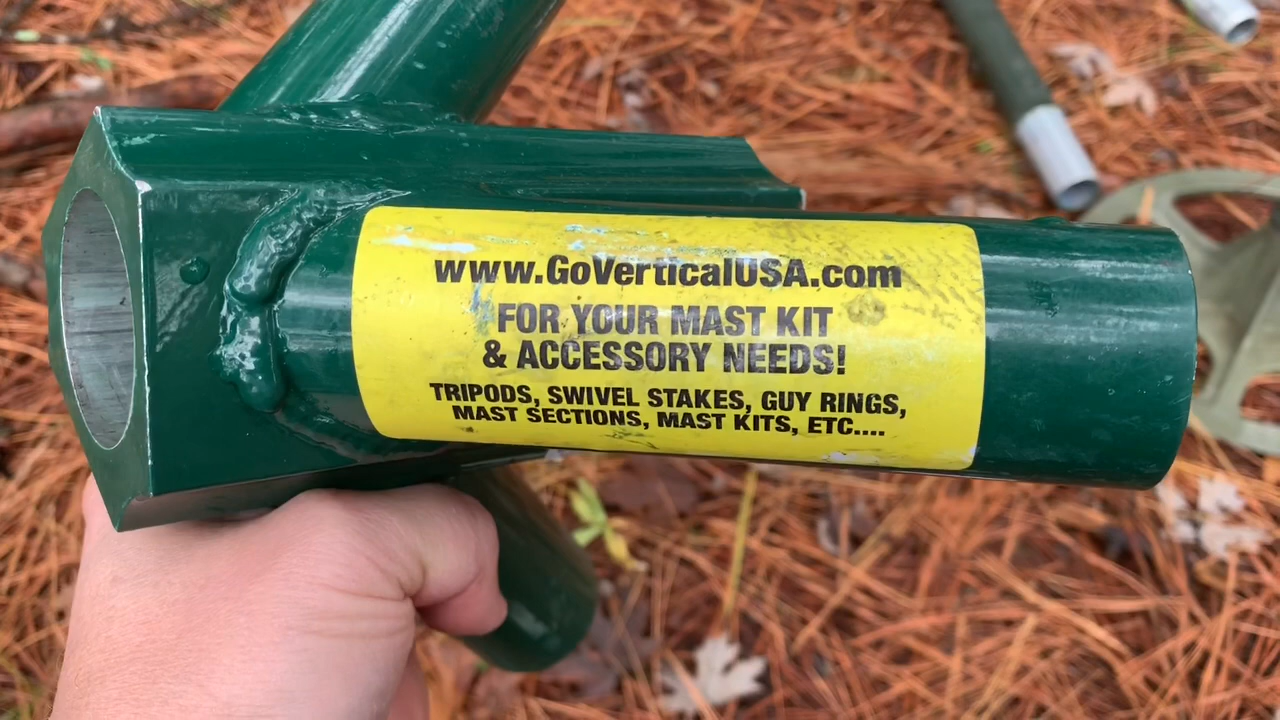 www.GoVerticalUSA.com
FOR YOUR MAST KIT
& ACCESSORY NEEDS!
TRIPODS, SWIVEL STAKES, GUY RINGS,
MAST SECTIONS, MAST KITS, ETC....